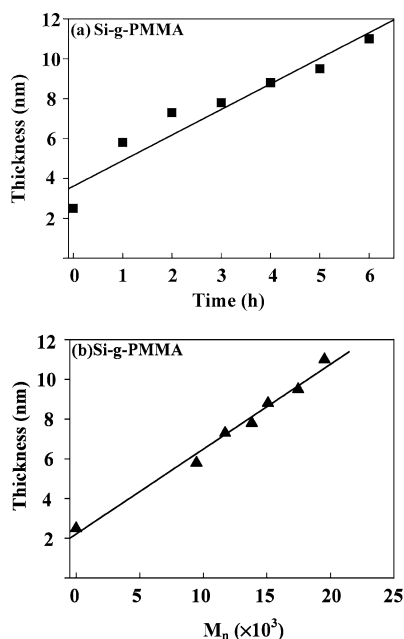 12
(a) Si-g-PMMA
10
8
6
4
2
Thickness (nm)
0 1 2 3 4 5 6
Time (h)
12
(b)Si-g-PMMA
10
8
6
4
2
Thickness (nm)
0 10 15 20 25
Mn (×10³)